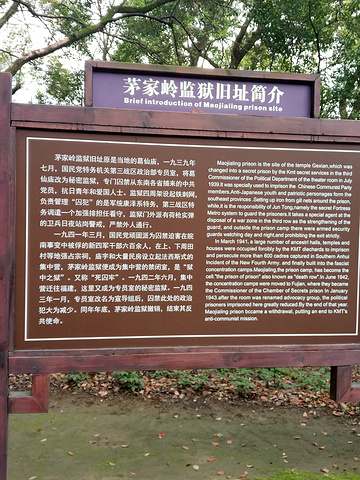 茅家岭监狱旧址简介
Brief introduction of Maojialing prison site
茅家岭监狱旧址原是当地的葛仙庙，一九三九年
七月，国民党特务机关第三战区政治部专员室，将葛
仙庙改为秘密监狱，专门囚禁从东南各省捕来的中共
党员，抗日青年和爱国人士。监狱四周架设起铁刺网，
负责管理“囚犯”的是军统康泽系特务，第三战区特
务调遣一个加强排担任看守，监狱门外派有荷枪实弹
的卫兵日夜站岗警戒，严禁外人通行。
一九四一年三月，国民党顽固派为囚禁迫害在皖
南事变中被俘的新四军干部六百余人，在上、下周田
村等地强占宗祠，庙宇和大量民房设立起法西斯式的
集中营，茅家岭监狱便成为集中营的禁闭室，是“狱
中之狱”，又称“死囚牢”。一九四二年六月，集中
营迁往福建，这里又成为专员室的秘密监狱。一九四
三年一月，专员室改名为宣导组后，囚禁此处的政治
犯大为减少。同年年底，茅家岭监狱撤销，结束其反
共使命。
Maojialing prison is the site of the temple Gexian,which was
changed into a secret prison by the Kmt secret services in the third
Commissioner of the Political Department of the theater room in July
1939.It was specially used to imprison the Chinese Communist Party
members.Anti-Japanese youth and patriotic personages form the
southeast provinces .Setting up iron from gill nets around the prison,
while,it is the responsibility of Jun Tong,namely the secret Fortress
Metro system to guard the prisoners.It takes a special agent at the
disposal of a war zone in the third row as the strengthening of the
guard, and outside the prison camp there were armed security
guards watching day and night,and prohibiting the exit strictly.
In March 1941, a large number of ancestri halls, temples and
houses were occupied forcibly by the KMT diechards to imprison
and persecute more than 600 cadres captured in Southern Anhui
Incident of the New Fourth Army, and finally built into the fascist
concentration camps.Maojialing,the prison camp, has become the
cell,"the prison of prison" also known as "death row".In June 1942,
the concentration camps were moved to Fujian, where they became
the Commissioner of the Chamber of Secrets prison In January
1943.after the room was renamed advocacy group, the political
prisoners imprisoned here greatly reduced.By the end of that year.
Maojialing prison became a withdrawal, putting an end to KMT's
anti-communist mission.